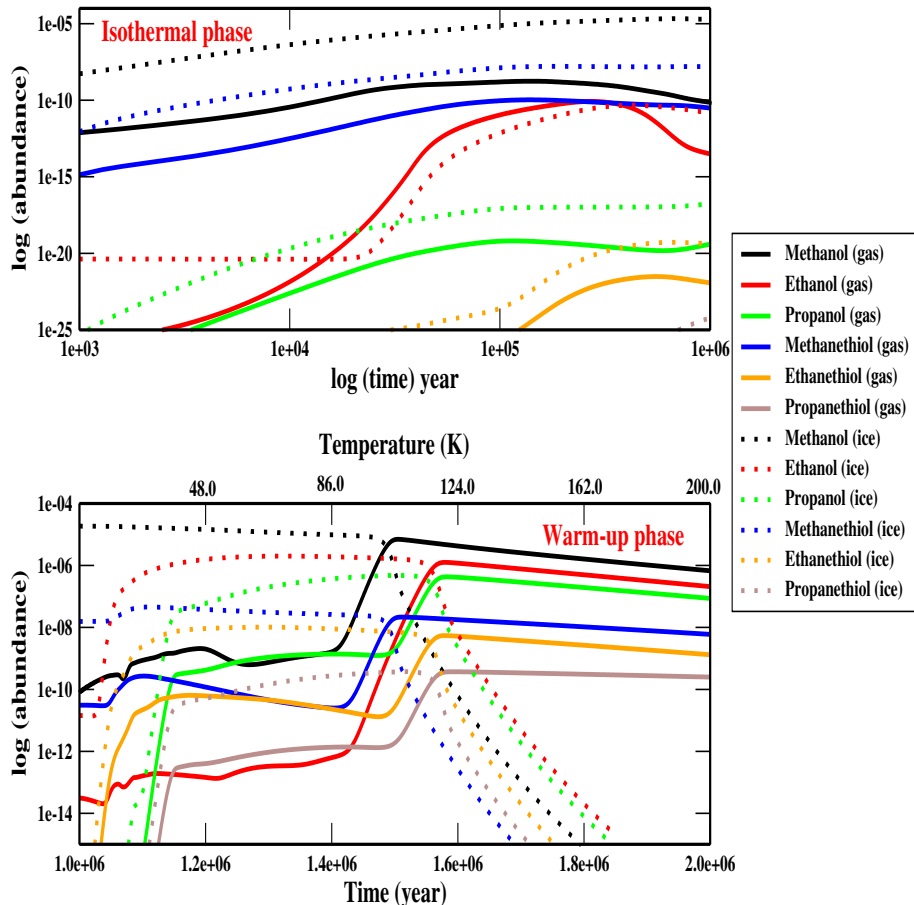 Isothermal phase
log (abundance)
1e-05
1e-10
1e-15
1e-20
1e-25
1e+03
1e+04
1e+05
1e+06
log (time) year
Methanol (gas)
Ethanol (gas)
Propanol (gas)
Methanethiol (gas)
Ethanethiol (gas)
Propanethiol (gas)
Methanol (ice)
Ethanol (ice)
Propanol (ice)
Methanethiol (ice)
Ethanethiol (ice)
Propanethiol (ice)
Temperature (K)
48.0
86.0
124.0
162.0
200.0
Warm-up phase
log (abundance)
1e-04
1e-06
1e-08
1e-10
1e-12
1e-14
1.0e+06
1.2e+06
1.4e+06
1.6e+06
1.8e+06
2.0e+06
Time (year)